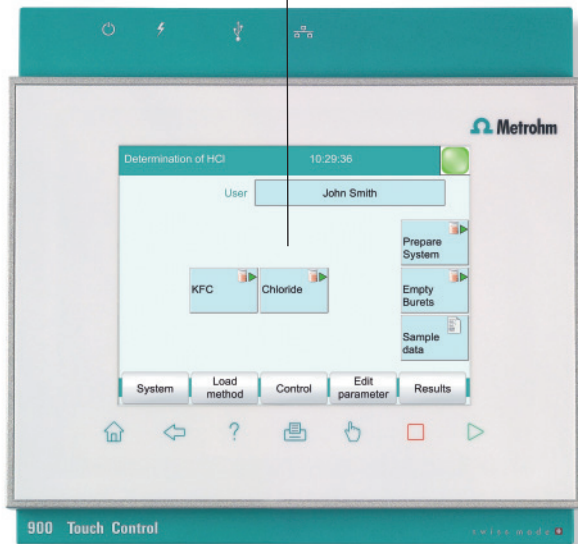 Metrohm
Determination of HCl 10:29:36
User John Smith
Prepare
System
KFC Chloride
Empty
Burets
Sample
data
System Load
method Control Edit
parameter Results
?
900 Touch Control
swiss made